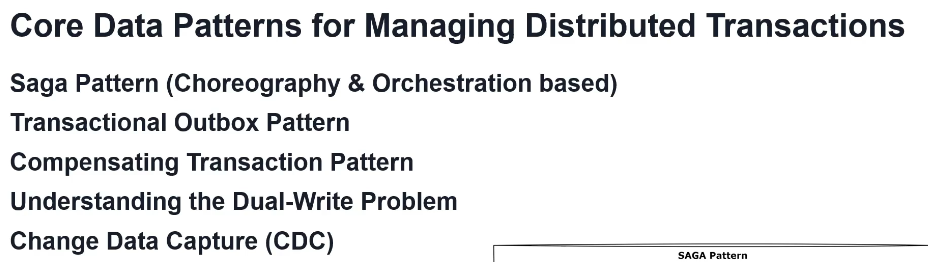 Core Data Patterns for Managing Distributed Transactions
Saga Pattern (Choreography & Orchestration based)
Transactional Outbox Pattern
Compensating Transaction Pattern
Understanding the Dual-Write Problem
Change Data Capture (CDC)
SAGA Pattern